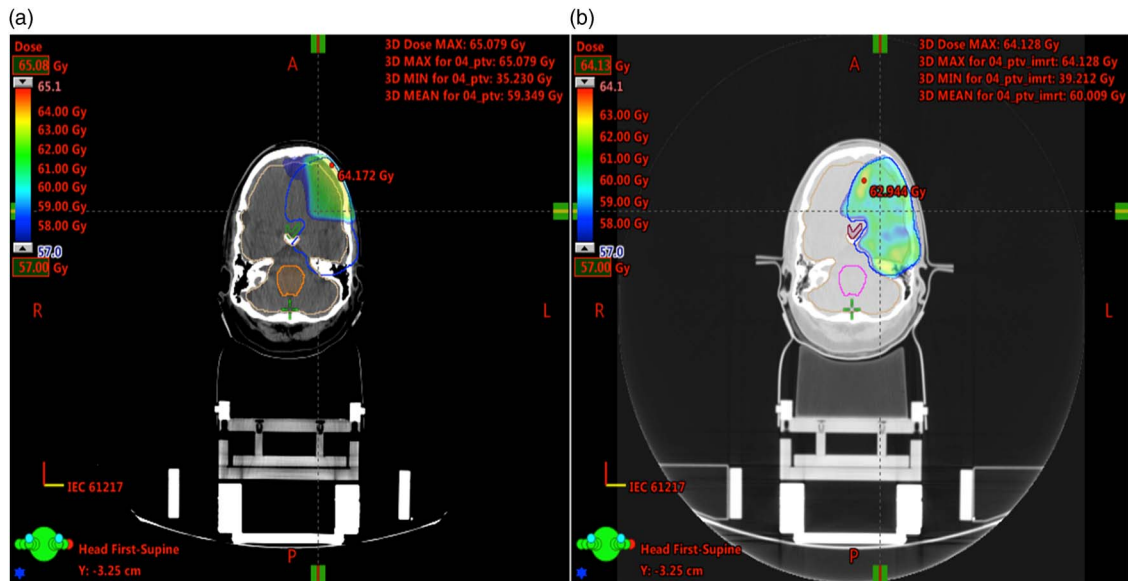 (a)
Dose
65.08 Gy
65.1
64.00 Gy
63.00 Gy
62.00 Gy
61.00 Gy
60.00 Gy
59.00 Gy
58.00 Gy
57.0
57.00 Gy
3D Dose MAX: 65.079 Gy
3D MAX for 04_ptv: 65.079 Gy
3D MIN for 04_ptv: 35.230 Gy
3D MEAN for 04_ptv: 59.349 Gy
A
64.172 Gy
R
L
IEC 61217
Head First-Supine
Y: -3.25 cm
P
(b)
Dose
64.13 Gy
64.1
63.00 Gy
62.00 Gy
61.00 Gy
60.00 Gy
59.00 Gy
58.00 Gy
57.0
57.00 Gy
3D Dose MAX: 64.128 Gy
3D MAX for 04_ptv_imrt: 64.128 Gy
3D MIN for 04_ptv_imrt: 39.212 Gy
3D MEAN for 04_ptv_imrt: 60.009 Gy
A
62.944 Gy
R
L
IEC 61217
Head First-Supine
Y: -3.25 cm
P